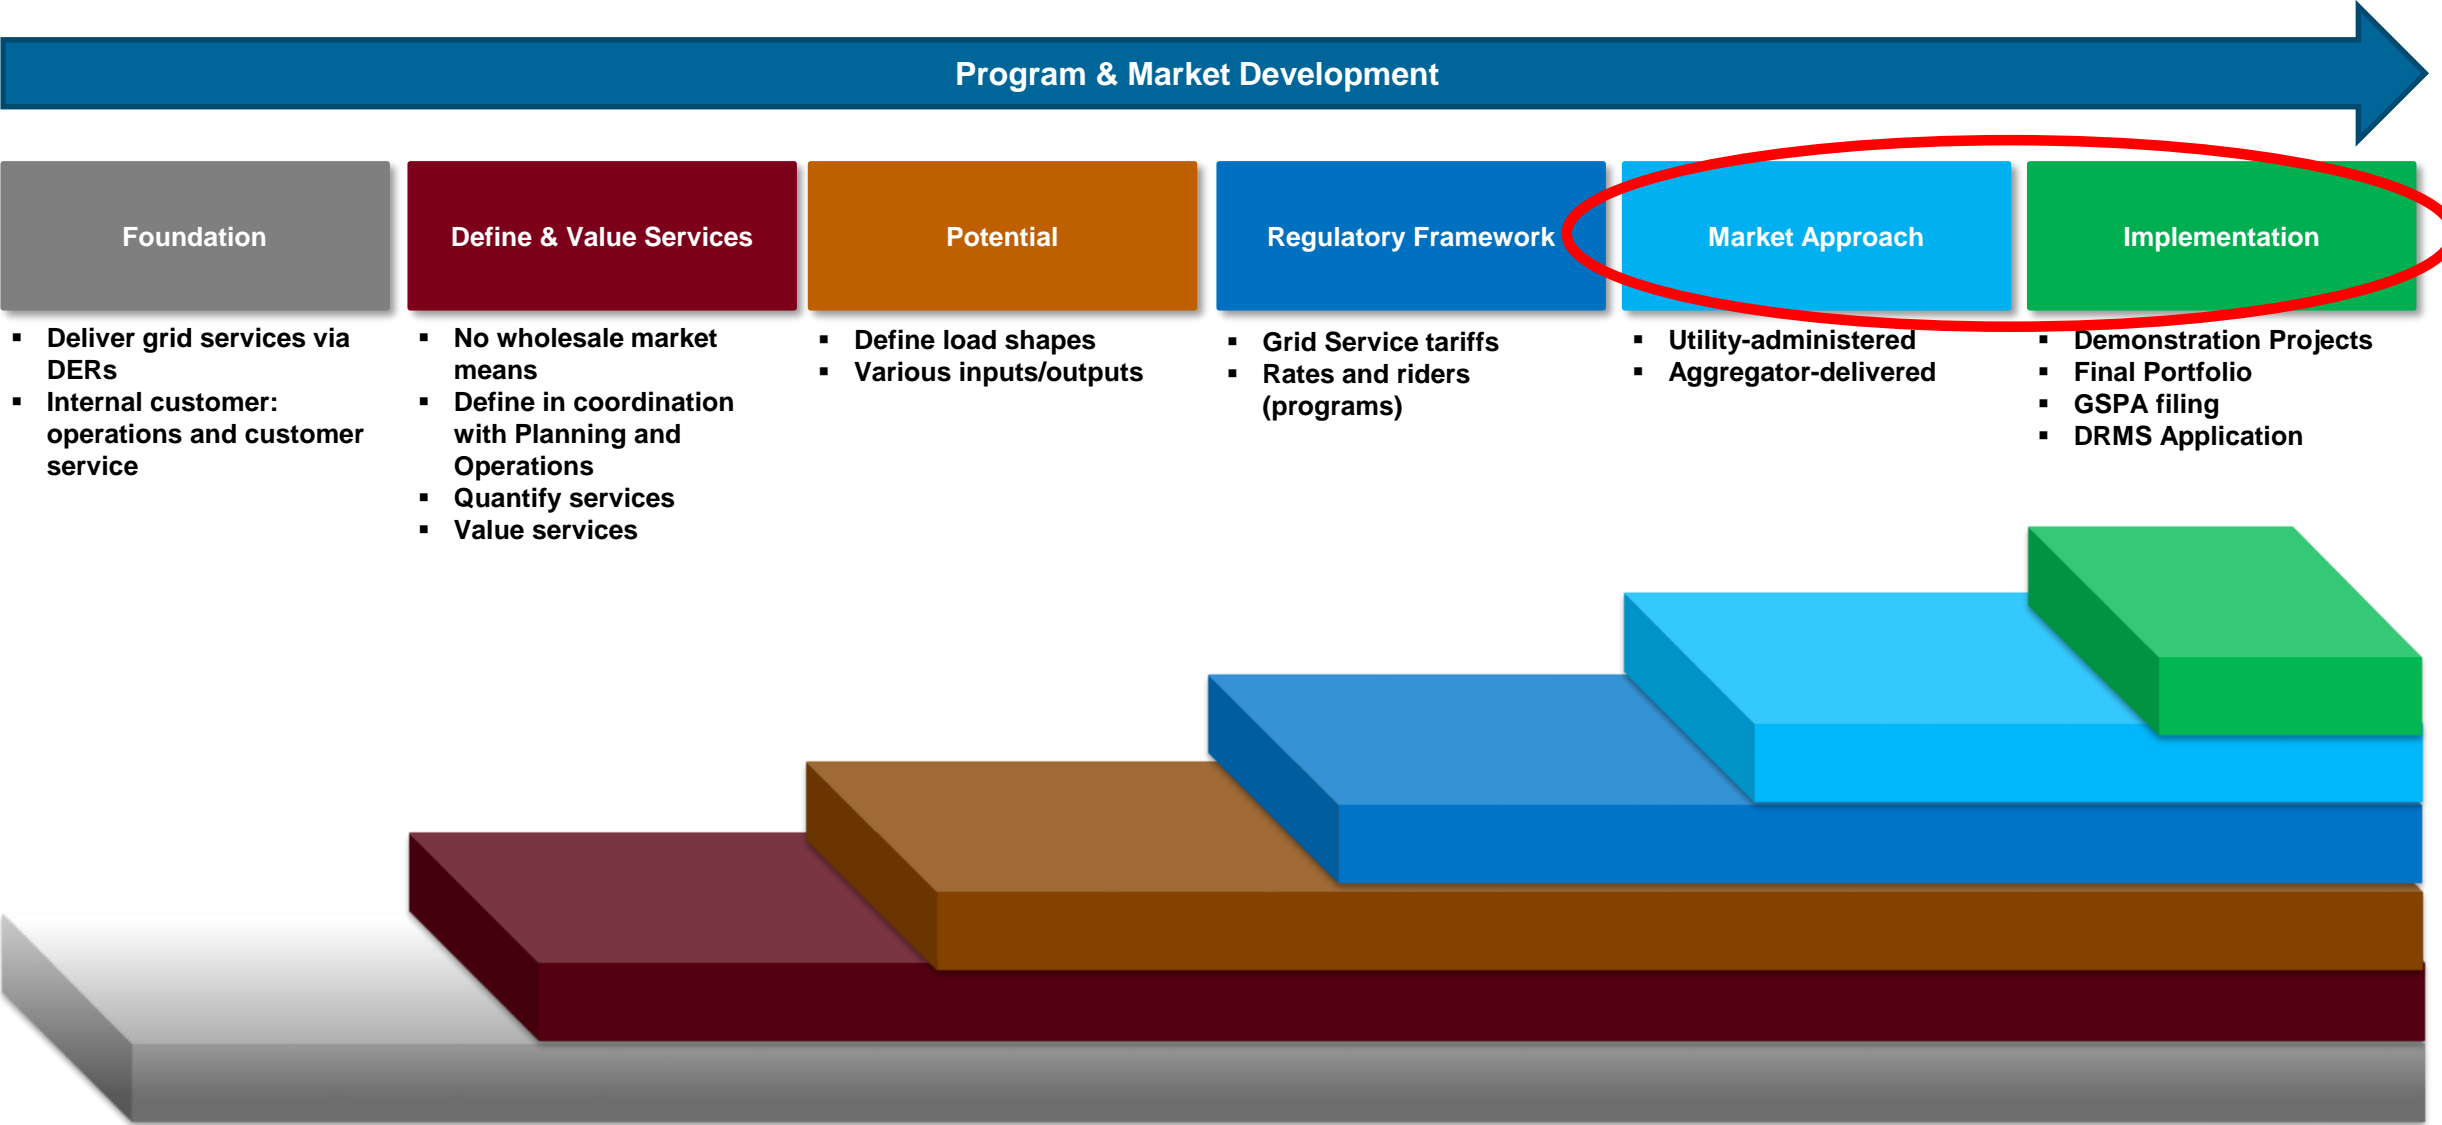 Program & Market Development
Foundation
▪ Deliver grid services via
DERs
▪ Internal customer:
operations and customer
service
Define & Value Services
▪ No wholesale market
means
▪ Define in coordination
with Planning and
Operations
▪ Quantify services
▪ Value services
Potential
▪ Define load shapes
▪ Various inputs/outputs
Regulatory Framework
▪ Grid Service tariffs
▪ Rates and riders
(programs)
Market Approach
▪ Utility-administered
▪ Aggregator-delivered
Implementation
▪ Demonstration Projects
▪ Final Portfolio
▪ GSPA filing
▪ DRMS Application